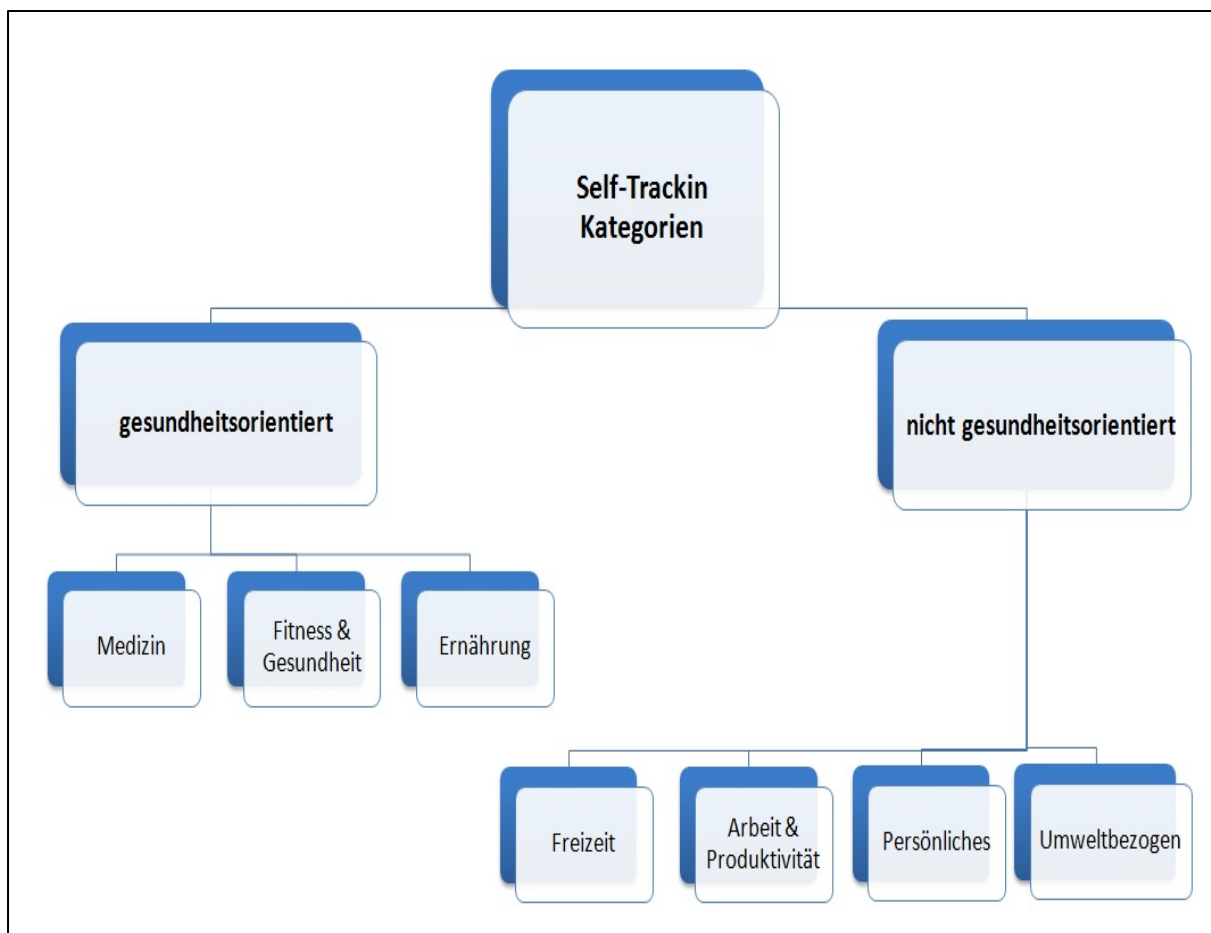 Self-Trackin
Kategorien
gesundheitsorientiert
nicht gesundheitsorientiert
Medizin
Fitness &
Gesundheit
Ernährung
Freizeit
Arbeit &
Produktivität
Persönliches
Umweltbezogen